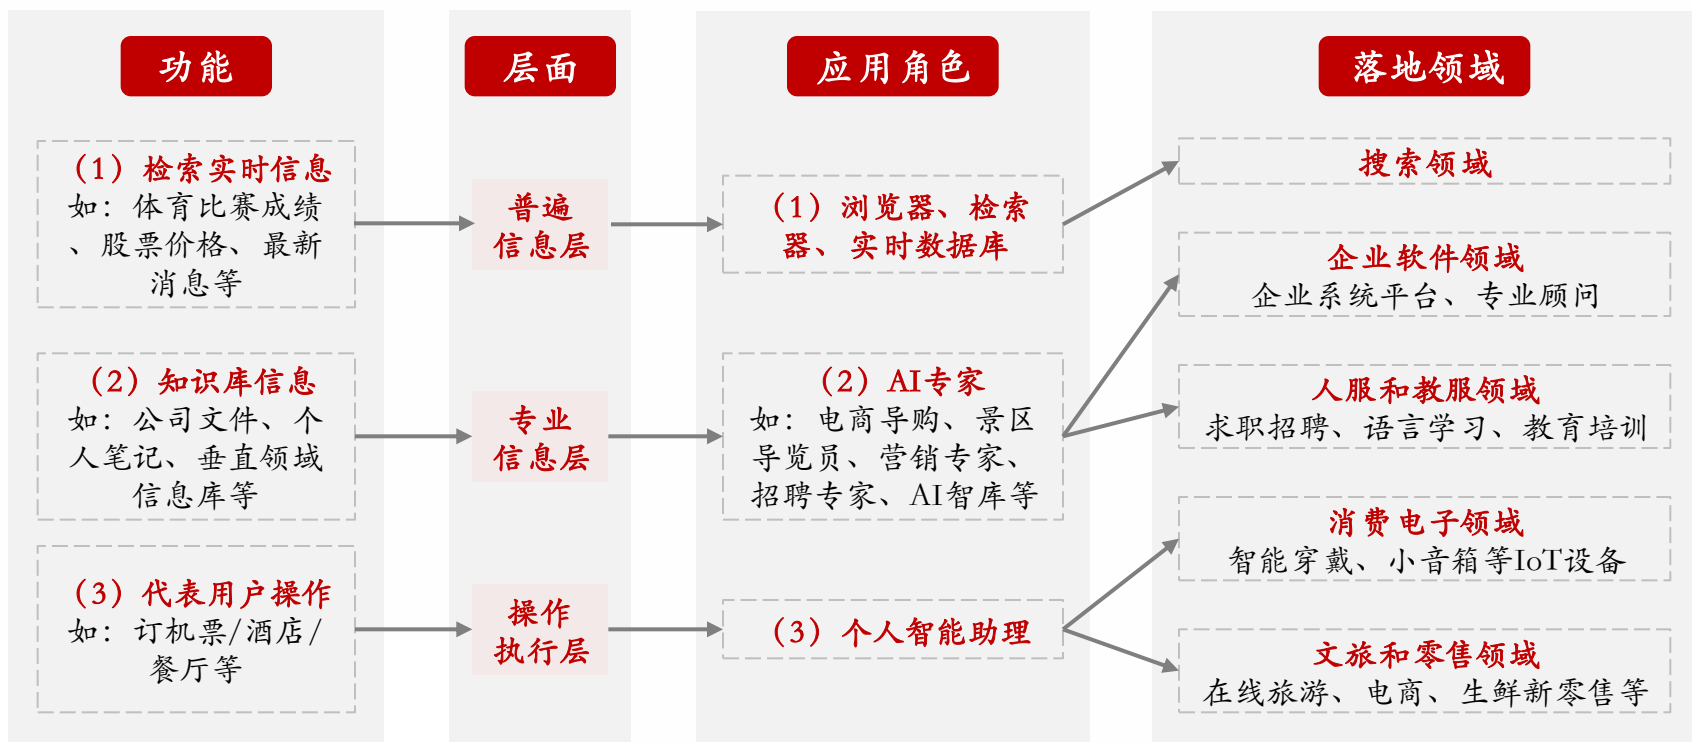 功能
层面
应用角色
落地领域
（1）检索实时信息
如：体育比赛成绩
、股票价格、最新
消息等
普遍
信息层
（1）浏览器、检索
器、实时数据库
搜索领域
企业软件领域
企业系统平台、专业顾问
（2）知识库信息
如：公司文件、个
人笔记、垂直领域
信息库等
专业
信息层
（2）AI专家
如：电商导购、景区
导览员、营销专家、
招聘专家、AI智库等
人服和教服领域
求职招聘、语言学习、教育培训
消费电子领域
智能穿戴、小音箱等IoT设备
（3）代表用户操作
如：订机票/酒店/
餐厅等
操作
执行层
（3）个人智能助理
文旅和零售领域
在线旅游、电商、生鲜新零售等